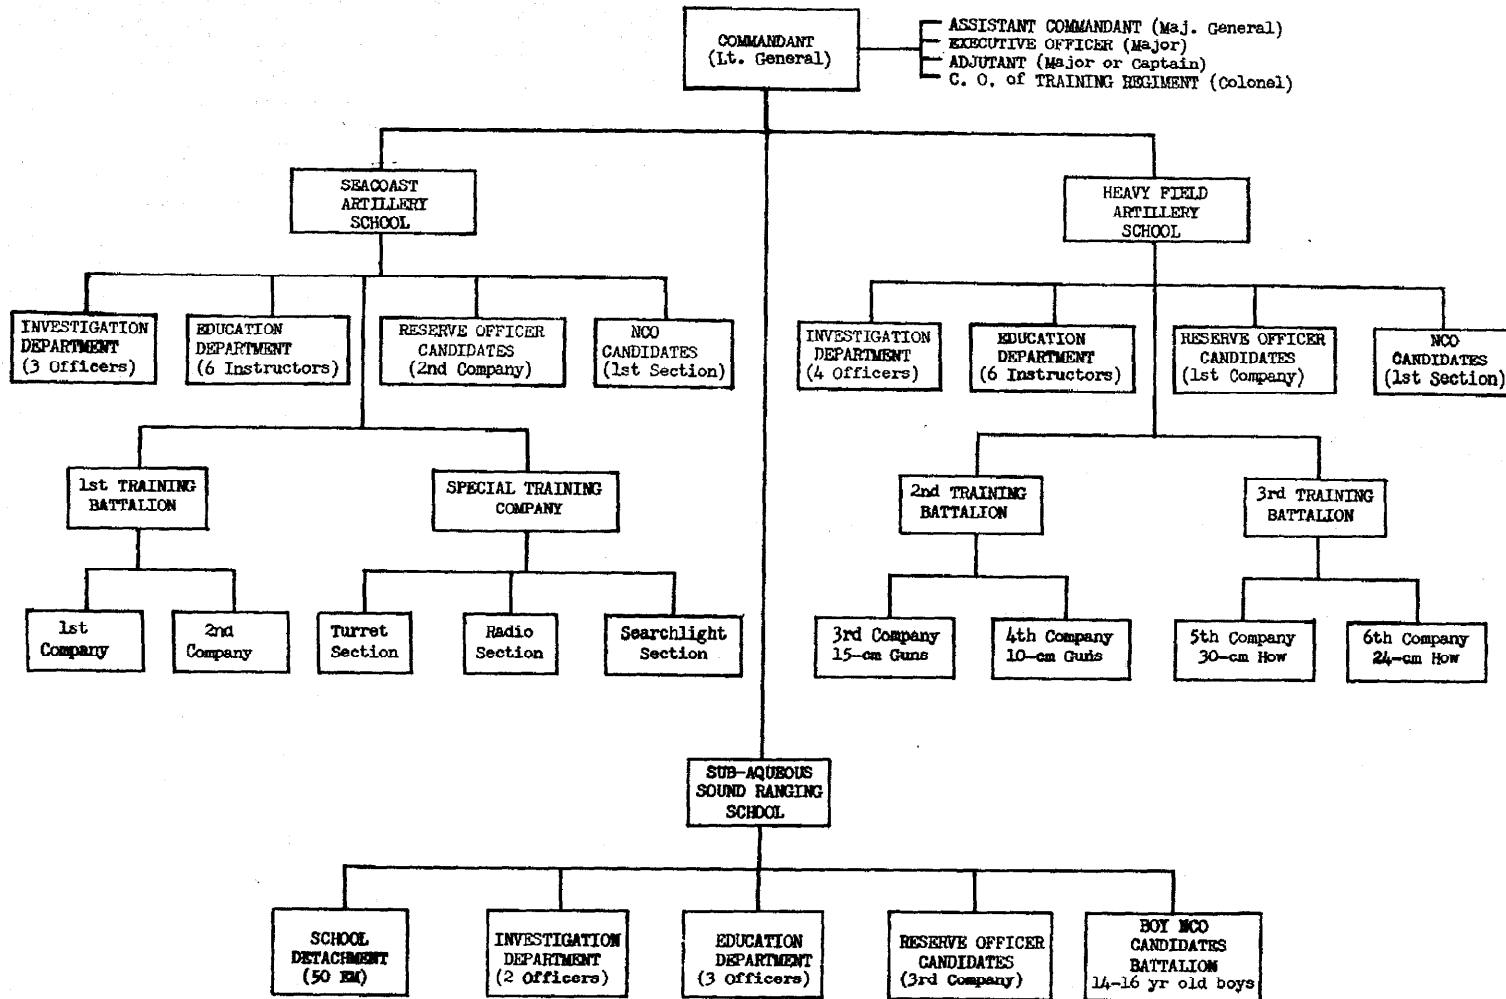 COMMANDANT
(Lt. General)
ASSISTANT COMMANDANT (Maj. General)
EXECUTIVE OFFICER (Major)
ADJUTANT (Major or Captain)
C. O. of TRAINING REGIMENT (Colonel)
SEACOAST
ARTILLERY
SCHOOL
HEAVY FIELD
ARTILLERY
SCHOOL
INVESTIGATION
DEPARTMENT
(3 Officers)
EDUCATION
DEPARTMENT
(6 Instructors)
RESERVE OFFICER
CANDIDATES
(2nd Company)
NCO
CANDIDATES
(1st Section)
INVESTIGATION
DEPARTMENT
(4 Officers)
EDUCATION
DEPARTMENT
(6 Instructors)
RESERVE OFFICER
CANDIDATES
(1st Company)
NCO
CANDIDATES
(1st Section)
1st TRAINING
BATTALION
SPECIAL TRAINING
COMPANY
2nd TRAINING
BATTALION
3rd TRAINING
BATTALION
1st
Company
2nd
Company
Turret
Section
Radio
Section
Searchlight
Section
3rd Company
15-cm Guns
4th Company
10-cm Guns
5th Company
30-cm How
6th Company
24-cm How
SUB-AQUEOUS
SOUND RANGING
SCHOOL
SCHOOL
DETACHMENT
(50 EM)
INVESTIGATION
DEPARTMENT
(2 Officers)
EDUCATION
DEPARTMENT
(3 Officers)
RESERVE OFFICER
CANDIDATES
(3rd Company)
BOY NCO
CANDIDATES
BATTALION
14-16 yr old boys